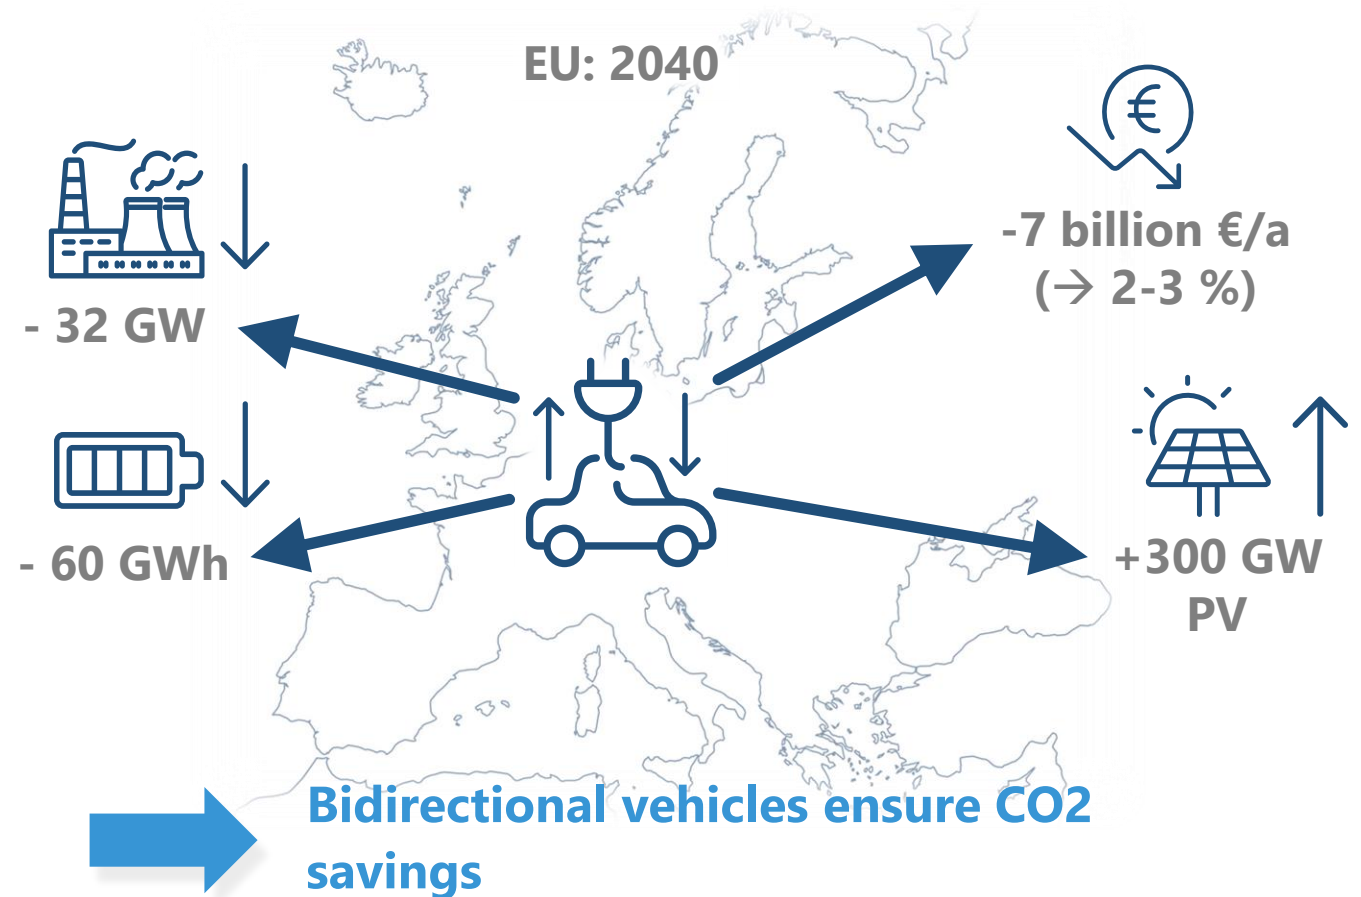 EU: 2040
€
-7 billion €/a
(→ 2-3 %)
- 32 GW
- 60 GWh
+300 GW
PV
Bidirectional vehicles ensure CO2
savings